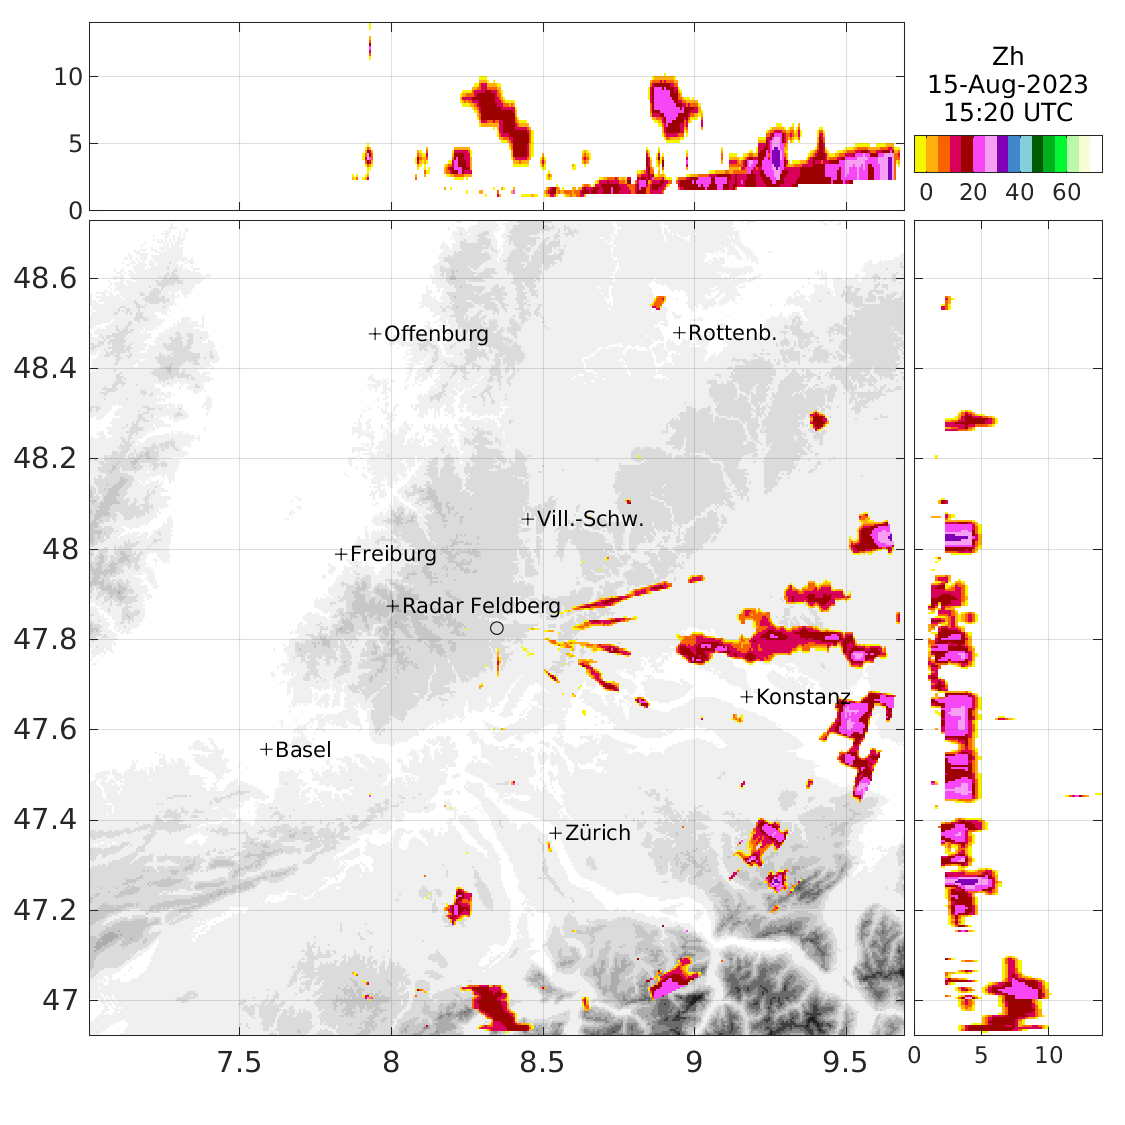 10
5
0
Zh
15-Aug-2023
15:20 UTC
0 20 40 60
48.6
48.4
48.2
48
47.8
47.6
47.4
47.2
47
Offenburg
Rottenb.
Vill.-Schw.
Freiburg
Radar Feldberg
Konstanz
Basel
Zürich
7.5 8 8.5 9 9.5
0 5 10